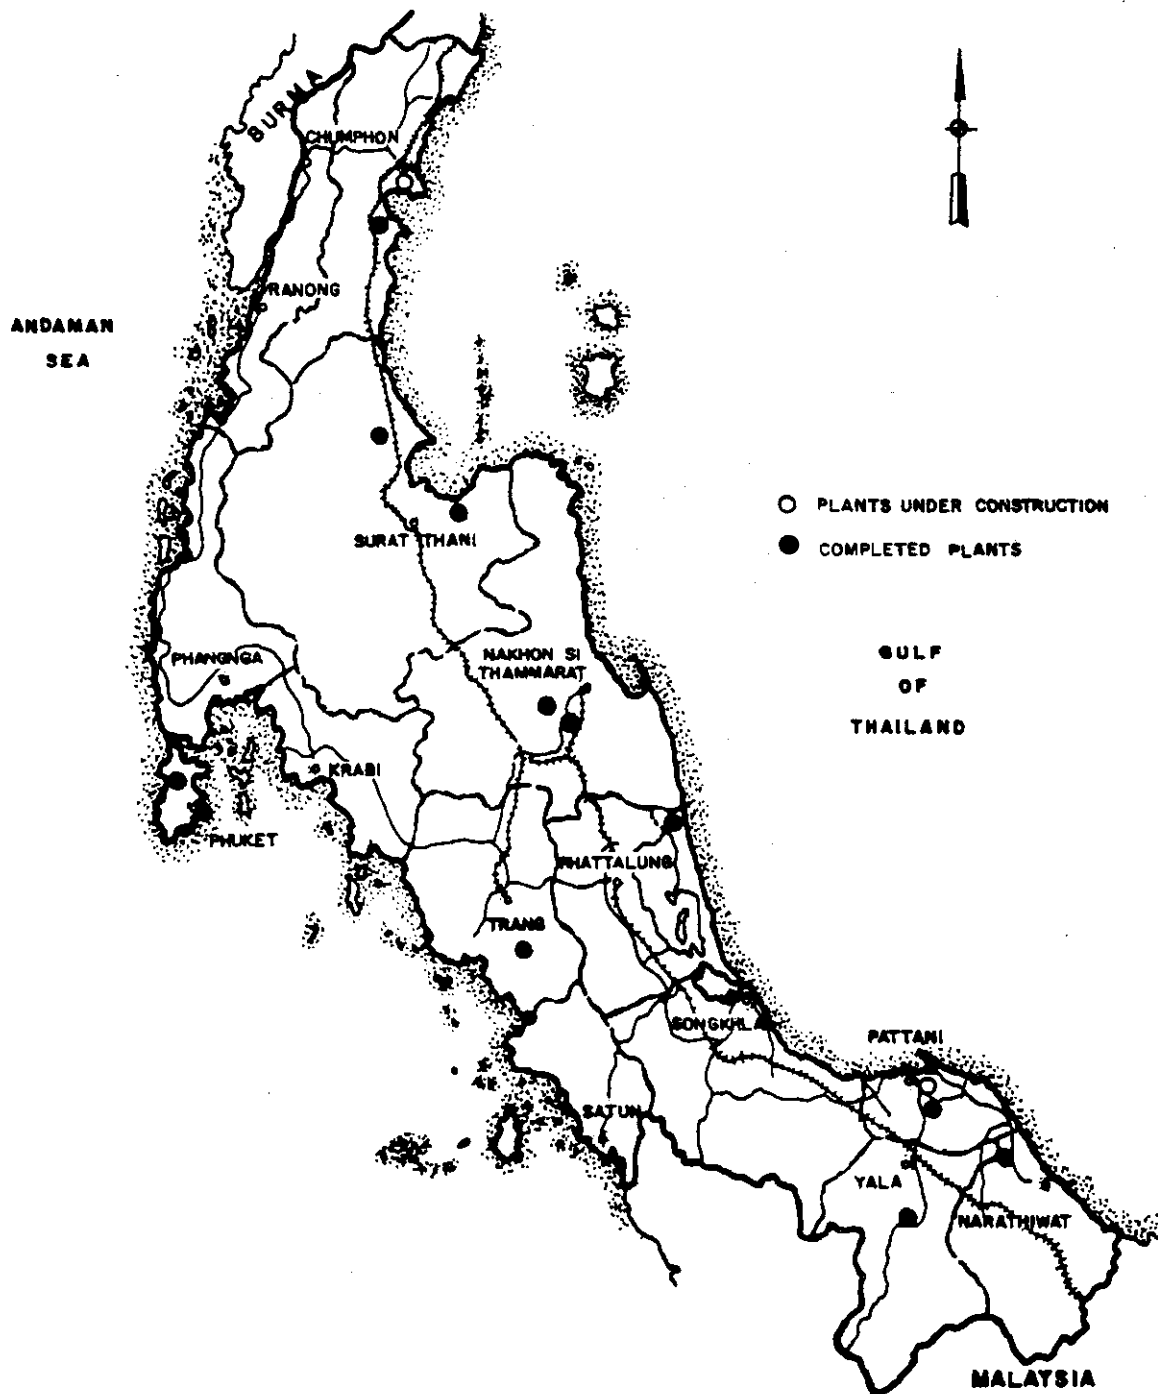 BURMA
CHUMPHON
RANONG
ANDAMAN
SEA
PLANTS UNDER CONSTRUCTION
COMPLETED PLANTS
SURAT THANI
GULF
OF
THAILAND
NAKHON SI
THAMMARAT
PHANGNGA
KRABI
PHUKET
PHATTALUNG
TRANG
SONGKHLA
PATTANI
SATUN
YALA
NARATHIWAT
MALAYSIA